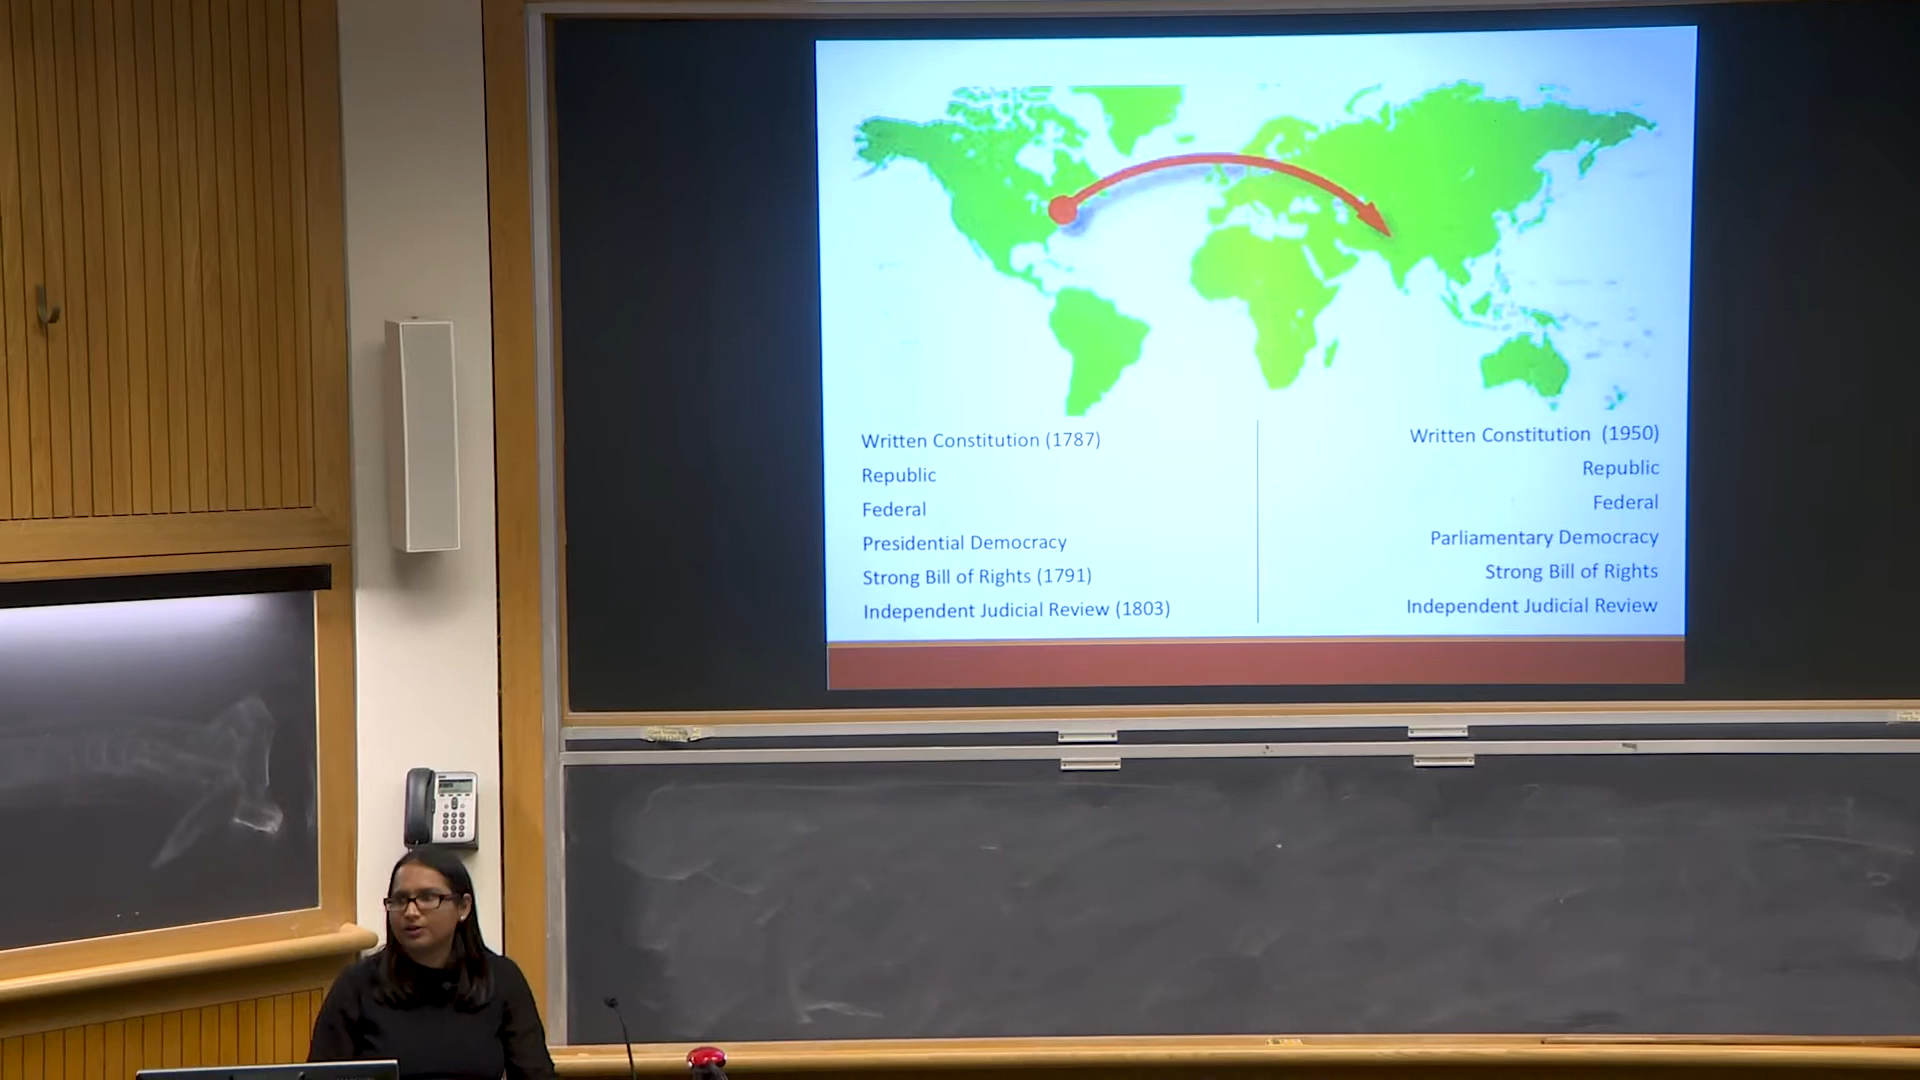 Written Constitution (1787)
Republic
Federal
Presidential Democracy
Strong Bill of Rights (1791)
Independent Judicial Review (1803)
Written Constitution (1950)
Republic
Federal
Parliamentary Democracy
Strong Bill of Rights
Independent Judicial Review